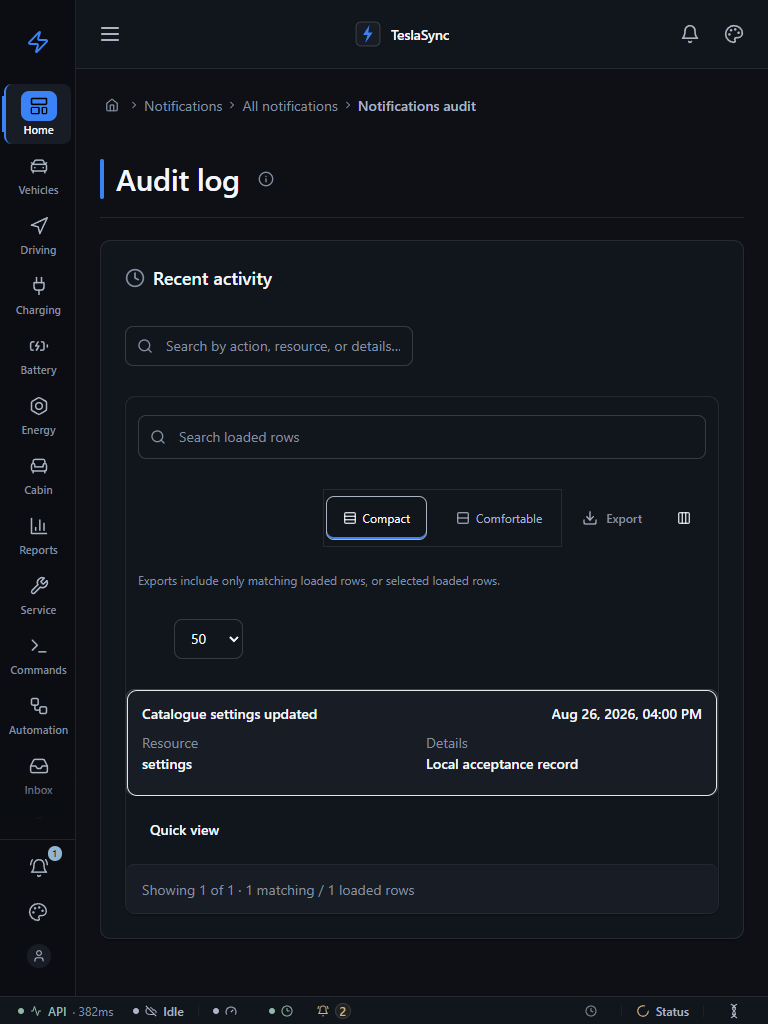 TeslaSync
Home
Vehicles
Driving
Charging
Battery
Energy
Cabin
Reports
Service
Commands
Automation
Inbox
1
Notifications › All notifications › Notifications audit
Audit log
Recent activity
Search by action, resource, or details...
Search loaded rows
Compact Comfortable Export
Exports include only matching loaded rows, or selected loaded rows.
50
Catalogue settings updated Aug 26, 2026, 04:00 PM
Resource Details
settings Local acceptance record
Quick view
Showing 1 of 1 · 1 matching / 1 loaded rows
API · 382ms Idle 2 Status